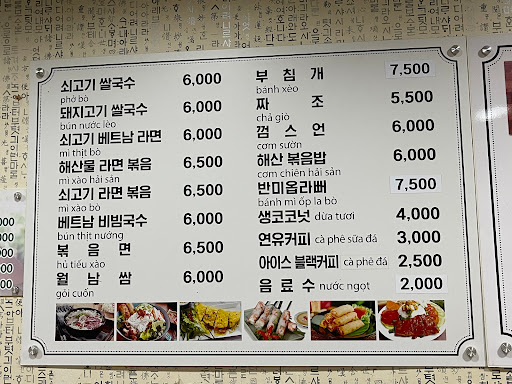 쇠고기 쌀국수 6,000
phở bò
돼지고기 쌀국수 6,000
bún nước lèo
쇠고기 베트남 라면 6,000
mì thịt bò
해산물 라면 볶음 6,500
mì xào hải sản
쇠고기 라면 볶음 6,500
mì xào bò
베트남 비빔국수 6,000
bún thịt nướng
볶음면 6,500
hủ tiếu xào
월남쌈 6,000
gỏi cuốn
부침개 7,500
bánh xèo
짜조 5,500
chả giò
껌스언 6,000
cơm sườn
해산 볶음밥 6,000
cơm chiên hải sản
반미옵라빠 7,500
bánh mì ốp la bò
생코코넛 dừa tươi 4,000
연유커피 cà phê sữa đá 3,000
아이스 블랙커피 cà phê đá 2,500
음료수 nước ngọt 2,000